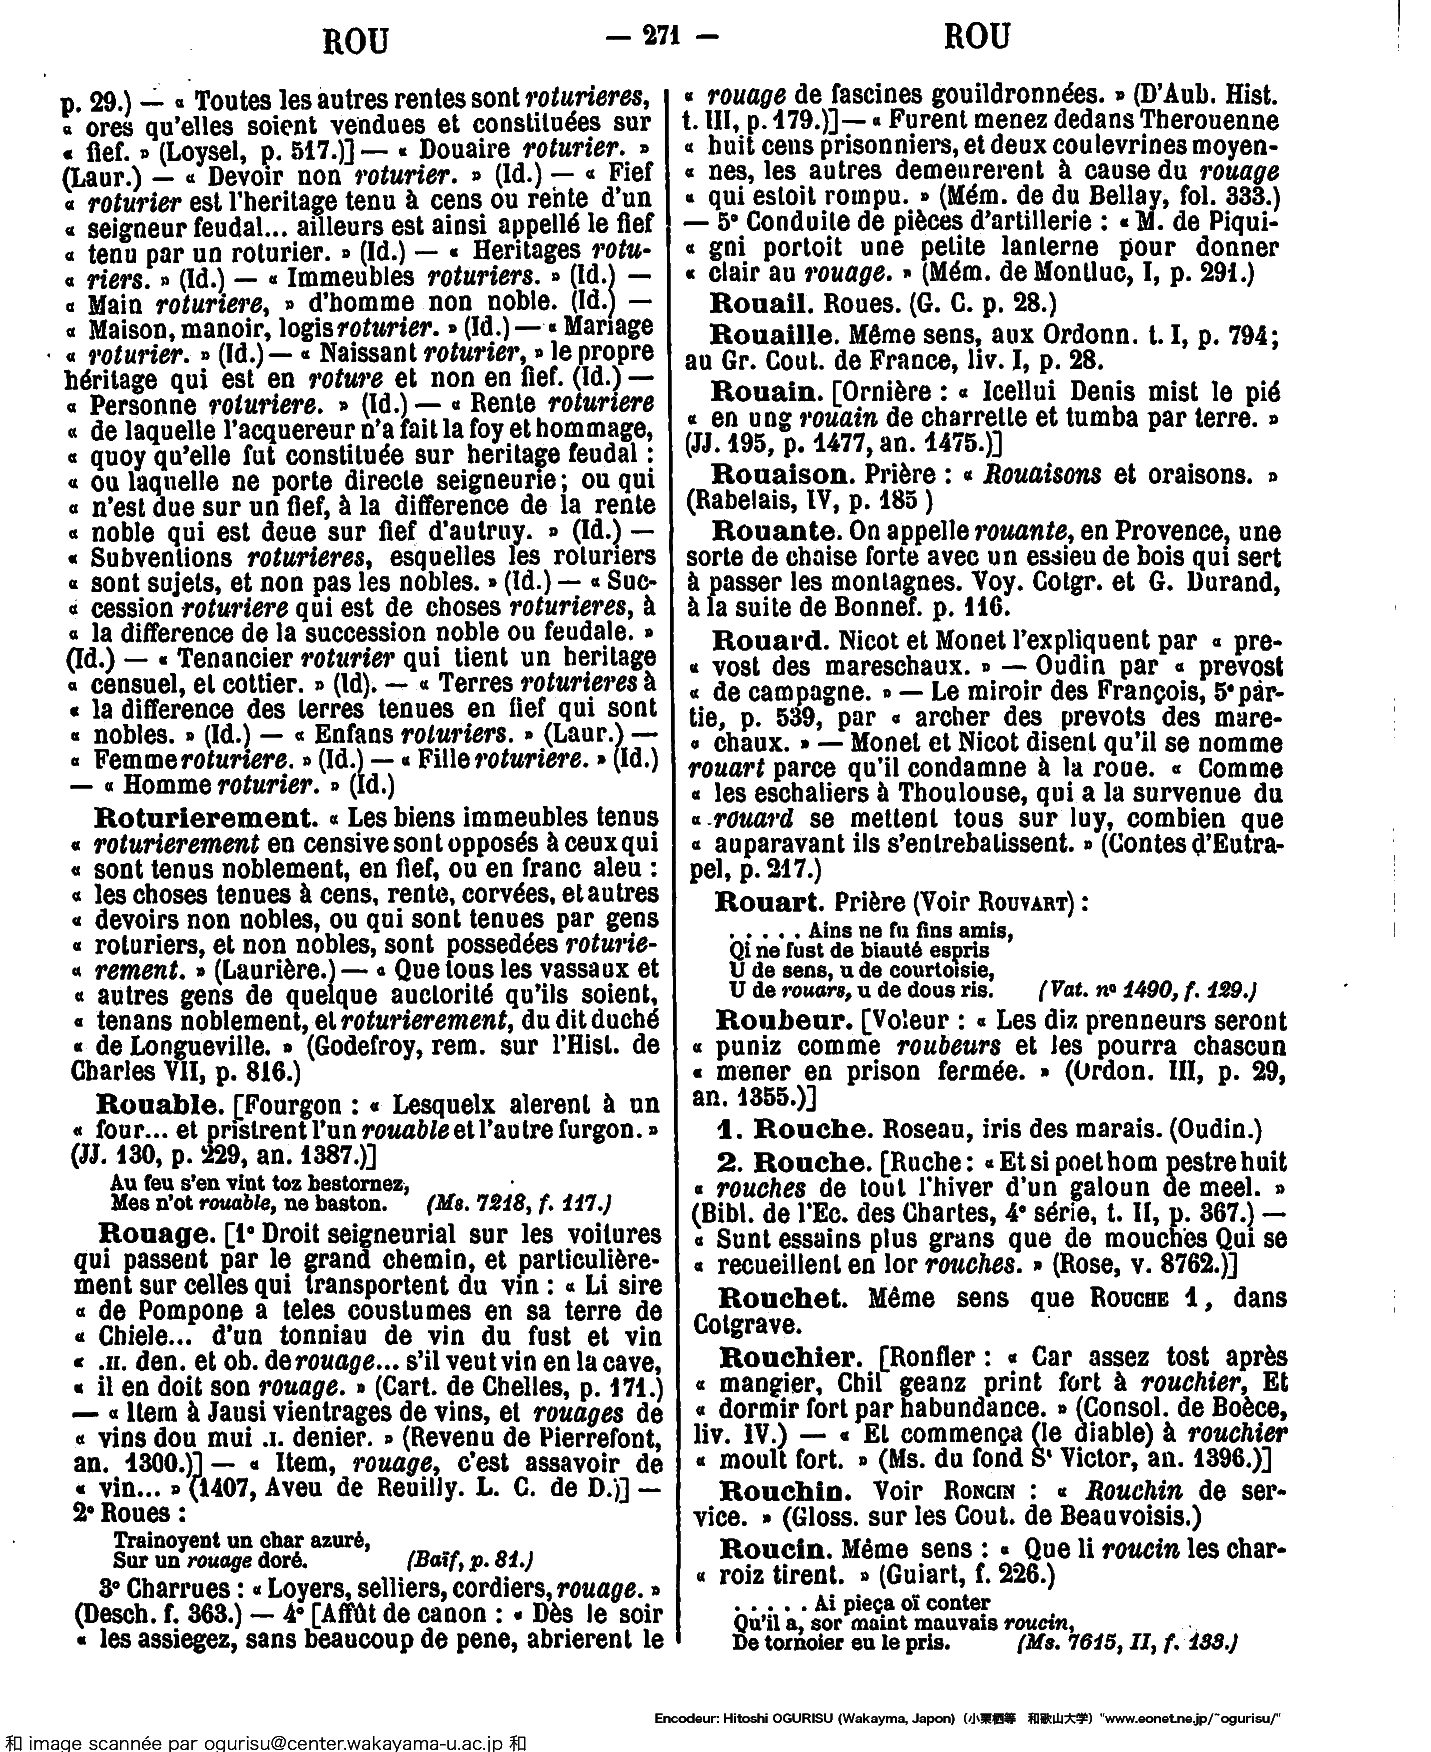 ROU
— 271 —
ROU
p. 29.) — « Toutes les autres rentes sont roturieres,
« ores qu'elles soient vendues et constituées sur
« fief. » (Loysel, p. 517.)] — « Douaire roturier. »
(Laur.) — « Devoir non roturier. » (Id.) — « Fief
« roturier est l'heritage tenu à cens ou rente d'un
« seigneur feudal... ailleurs est ainsi appellé le fief
« tenu par un roturier. » (Id.) — « Heritages rotu-
« riers. » (Id.) — « Immeubles roturiers. » (Id.) —
« Main roturiere, » d'homme non noble. (Id.) —
« Maison, manoir, logis roturier. » (Id.) — « Mariage
« roturier. » (Id.) — « Naissant roturier, » le propre
héritage qui est en roture et non en fief. (Id.) —
« Personne roturiere. » (Id.) — « Rente roturiere
« de laquelle l'acquereur n'a fait la foy et hommage,
« quoy qu'elle fut constituée sur heritage feudal :
« ou laquelle ne porte directe seigneurie ; ou qui
« n'est due sur un fief, à la difference de la rente
« noble qui est deue sur fief d'autruy. » (Id.) —
« Subventions roturieres, esquelles les roturiers
« sont sujets, et non pas les nobles. » (Id.) — « Suc-
« cession roturiere qui est de choses roturieres, à
« la difference de la succession noble ou feudale. »
(Id.) — « Tenancier roturier qui tient un heritage
« censuel, et cottier. » (Id). — « Terres roturieres à
« la difference des terres tenues en fief qui sont
« nobles. » (Id.) — « Enfans roturiers. » (Laur.) —
« Femme roturiere. » (Id.) — « Fille roturiere. » (Id.)
— « Homme roturier. » (Id.)
Roturierement. « Les biens immeubles tenus
« roturierement en censive sont opposés à ceux qui
« sont tenus noblement, en fief, ou en franc aleu :
« les choses tenues à cens, rente, corvées, et autres
« devoirs non nobles, ou qui sont tenues par gens
« roturiers, et non nobles, sont possedées roturie-
« rement. » (Laurière.) — « Que tous les vassaux et
« autres gens de quelque auctorité qu'ils soient,
« tenans noblement, et roturierement, du dit duché
« de Longueville. » (Godefroy, rem. sur l'Hist. de
Charles VII, p. 816.)
Rouable. [Fourgon : « Lesquelx alerent à un
« four... et pristrent l'un rouable et l'autre furgon. »
(JJ. 130, p. 229, an. 1387.)]
Au feu s'en vint toz bestornez,
Mes n'ot rouable, ne baston. (Ms. 7218, f. 117.)
Rouage. [1° Droit seigneurial sur les voitures
qui passent par le grand chemin, et particulière-
ment sur celles qui transportent du vin : « Li sire
« de Pompone a teles coustumes en sa terre de
« Chiele... d'un tonniau de vin du fust et vin
« .II. den. et ob. de rouage... s'il veut vin en la cave,
« il en doit son rouage. » (Cart. de Chelles, p. 171.)
— « Item à Jausi vientrages de vins, et rouages de
« vins dou mui .I. denier. » (Revenu de Pierrefont,
an. 1300.)] — « Item, rouage, c'est assavoir de
« vin... » (1407, Aveu de Reuilly. L. C. de D.)] —
2° Roues :
Trainoyent un char azuré,
Sur un rouage doré. (Baïf, p. 81.)
3° Charrues : « Loyers, selliers, cordiers, rouage. »
(Desch. f. 363.) — 4° [Affût de canon : « Dès le soir
« les assiegez, sans beaucoup de pene, abrierent le
« rouage de fascines gouildronnées. » (D'Aub. Hist.
t. III, p. 179.)] — « Furent menez dedans Therouenne
« huit cens prisonniers, et deux coulevrines moyen-
« nes, les autres demeurerent à cause du rouage
« qui estoit rompu. » (Mém. de du Bellay, fol. 333.)
— 5° Conduite de pièces d'artillerie : « M. de Piqui-
« gni portoit une petite lanterne pour donner
« clair au rouage. » (Mém. de Montluc, I, p. 291.)
Rouail. Roues. (G. C. p. 28.)
Rouaille. Même sens, aux Ordonn. t. I, p. 794 ;
au Gr. Cout. de France, liv. I, p. 28.
Rouain. [Ornière : « Icellui Denis mist le pié
« en ung rouain de charrette et tumba par terre. »
(JJ. 195, p. 1477, an. 1475.)]
Rouaison. Prière : « Rouaisons et oraisons. »
(Rabelais, IV, p. 185 )
Rouante. On appelle rouante, en Provence, une
sorte de chaise forte avec un essieu de bois qui sert
à passer les montagnes. Voy. Cotgr. et G. Durand,
à la suite de Bonnef. p. 116.
Rouard. Nicot et Monet l'expliquent par « pre-
« vost des mareschaux. » — Oudin par « prevost
« de campagne. » — Le miroir des François, 5e par-
tie, p. 539, par « archer des prevots des mare-
« chaux. » — Monet et Nicot disent qu'il se nomme
rouart parce qu'il condamne à la roue. « Comme
« les eschaliers à Thoulouse, qui a la survenue du
« rouard se mettent tous sur luy, combien que
« auparavant ils s'entrebatissent. » (Contes d'Eutra-
pel, p. 217.)
Rouart. Prière (Voir ROUVART) :
. . . . . Ains ne fu fins amis,
Qi ne fust de biauté espris
U de sens, u de courtoisie,
U de rouars, u de dous ris. (Vat. n° 1490, f. 129.)
Roubeur. [Voleur : « Les diz prenneurs seront
« puniz comme roubeurs et les pourra chascun
« mener en prison fermée. » (Ordon. III, p. 29,
an. 1355.)]
1. Rouche. Roseau, iris des marais. (Oudin.)
2. Rouche. [Ruche : « Et si poet hom pestre huit
« rouches de tout l'hiver d'un galoun de meel. »
(Bibl. de l'Ec. des Chartes, 4e série, t. II, p. 367.) —
« Sunt essains plus grans que de mouches Qui se
« recueillent en lor rouches. » (Rose, v. 8762.)]
Rouchet. Même sens que ROUCHE 1, dans
Cotgrave.
Rouchier. [Ronfler : « Car assez tost après
« mangier, Chil geanz print fort à rouchier, Et
« dormir fort par habundance. » (Consol. de Boèce,
liv. IV.) — « Et commença (le diable) à rouchier
« moult fort. » (Ms. du fond St Victor, an. 1396.)]
Rouchin. Voir RONCIN : « Rouchin de ser-
vice. » (Gloss. sur les Cout. de Beauvoisis.)
Roucin. Même sens : « Que li roucin les char-
« roiz tirent. » (Guiart, f. 226.)
. . . . . Ai pieça oï conter
Qu'il a, sor maint mauvais roucin,
De tornoier eu le pris. (Ms. 7615, II, f. 133.)
Encodeur: Hitoshi OGURISU (Wakayma, Japon) (小栗栖等 和歌山大学) "www.eonet.ne.jp/~ogurisu/"
和 image scannée par ogurisu@center.wakayama-u.ac.jp 和